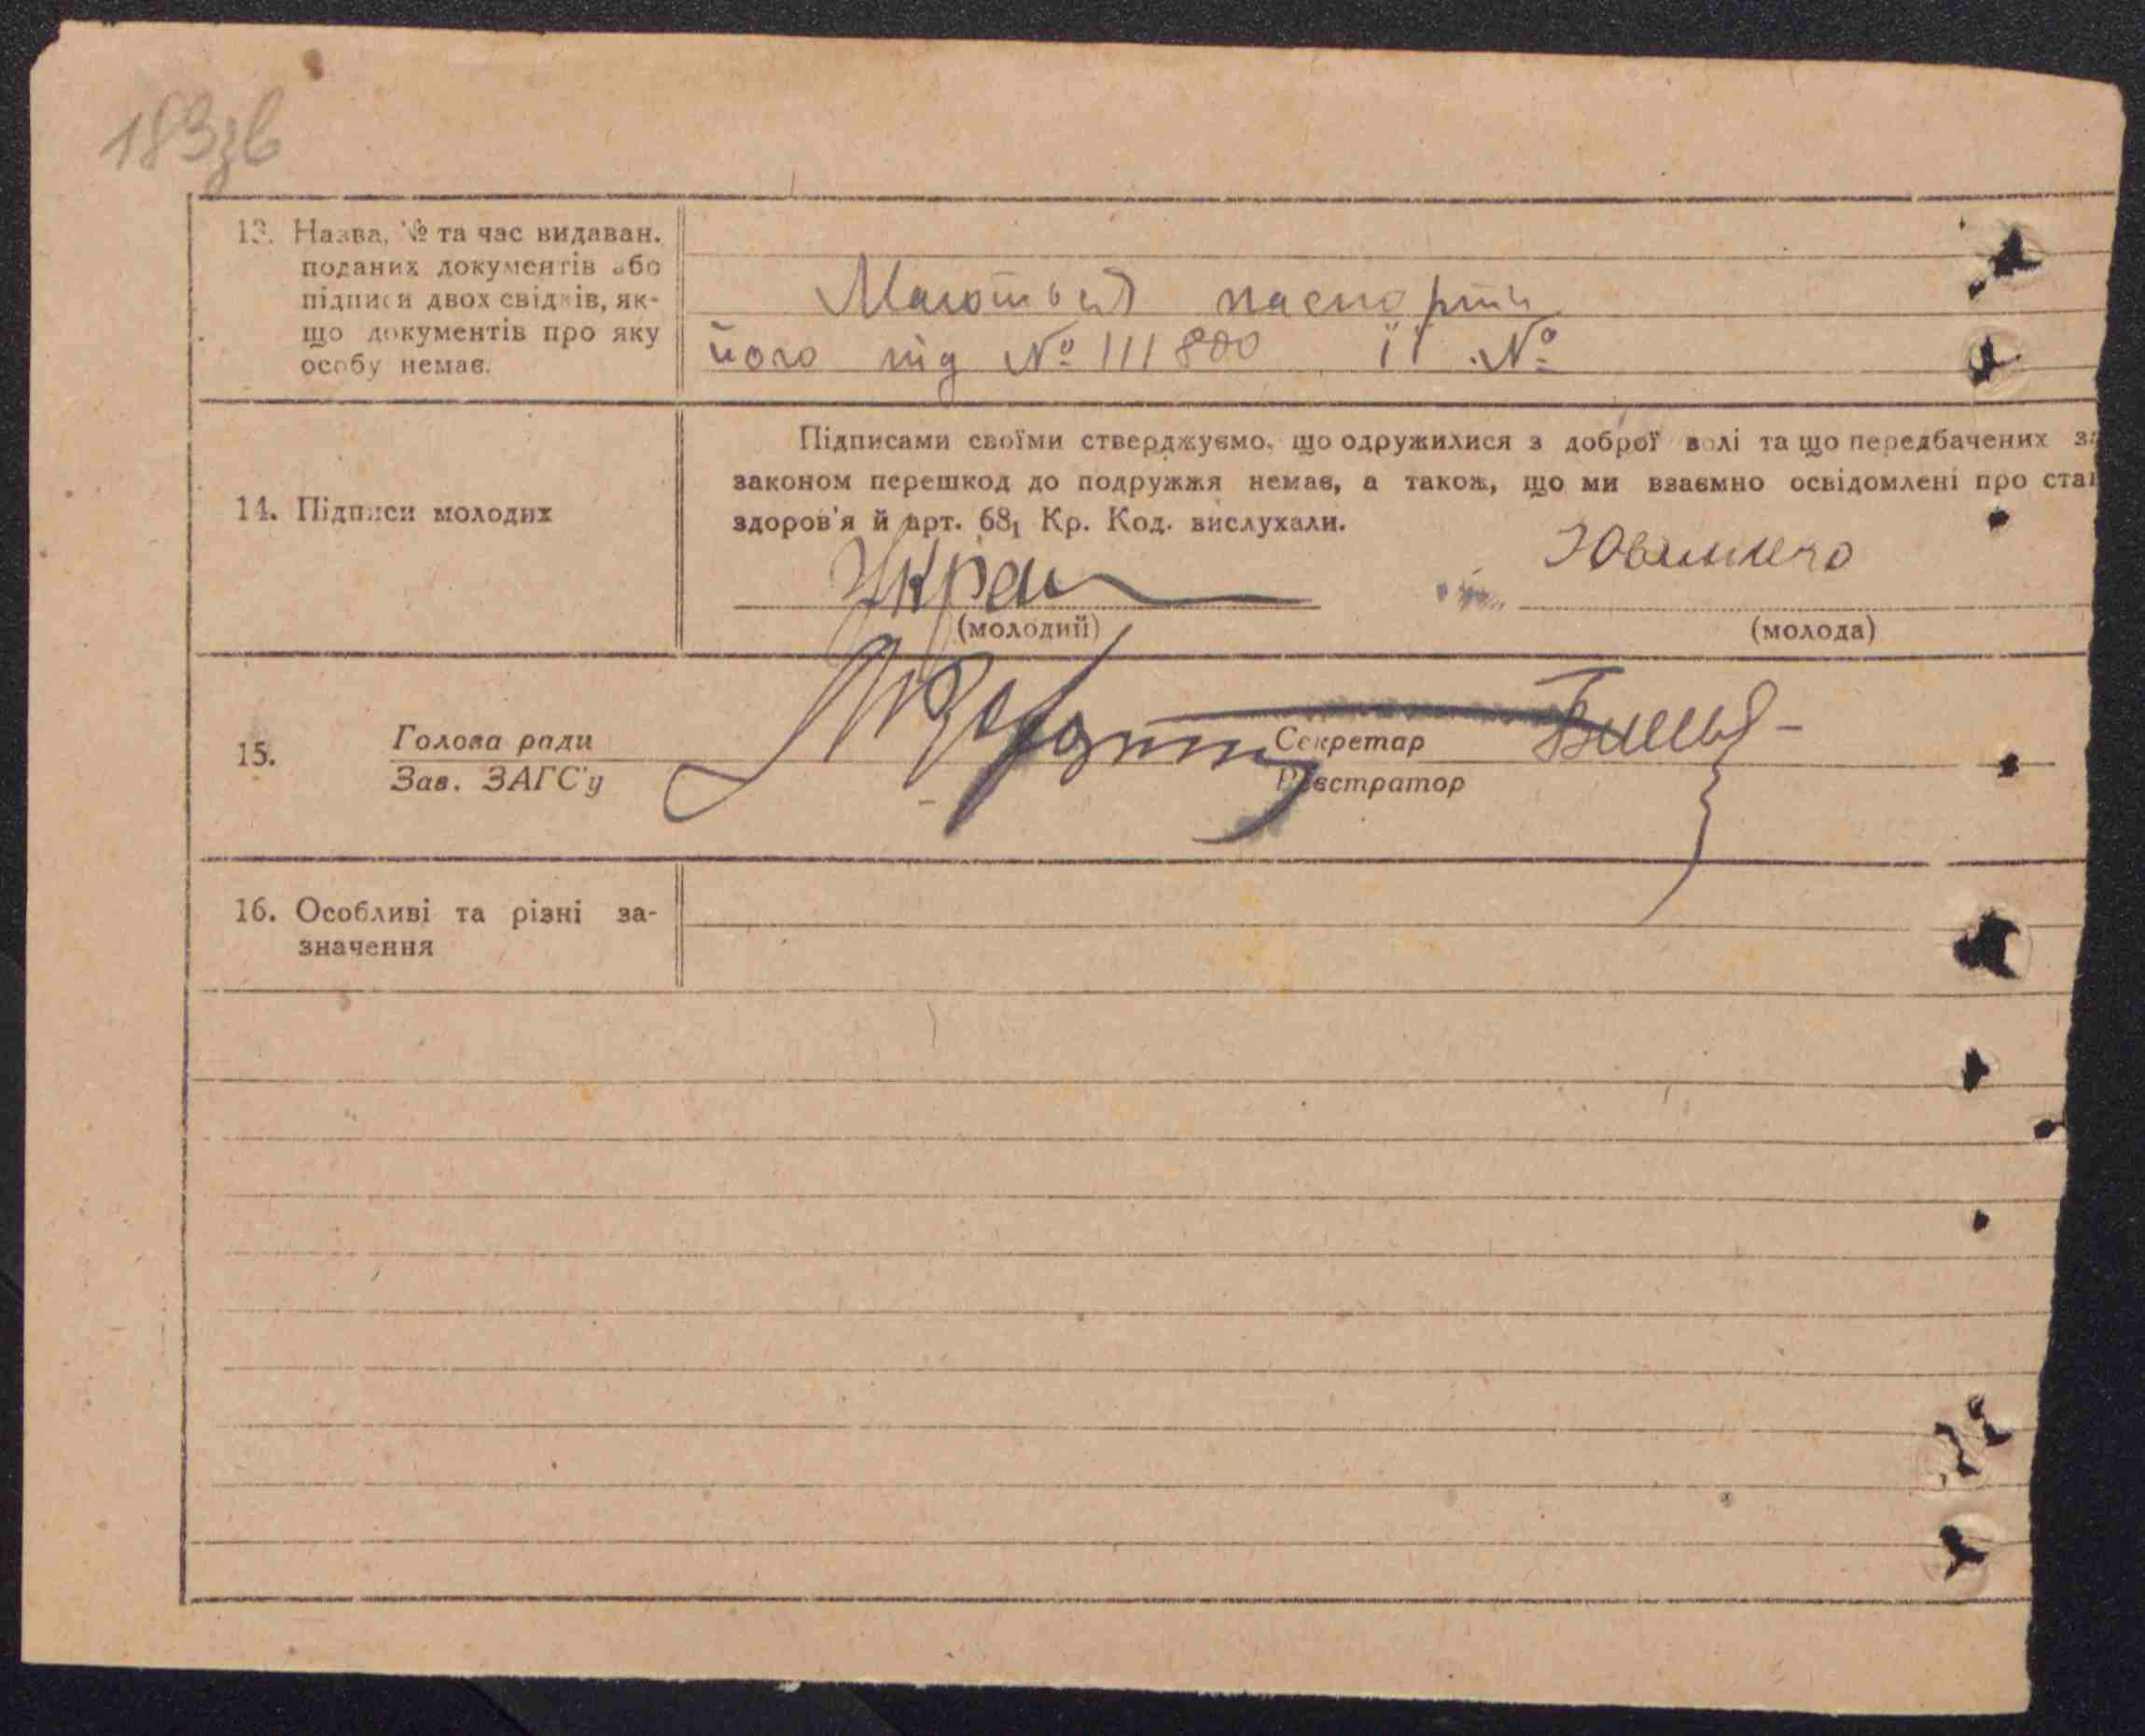 183зв
13. Назва, № та час видаван.
поданих документів або
підписи двох свідків, як-
що документів про яку
особу немає.
паспорти
його під № 111800 її №
14. Підписи молодих
Підписами своїми стверджуємо, що одружилися з доброї волі та що передбачених за
законом перешкод до подружжя немає, а також, що ми взаємно освідомлені про стан
здоров'я й арт. 68₁ Кр. Код. вислухали.
(молодий)
(молода)
15. Голова ради Секретар
Зав. ЗАГС'у Реєстратор
16. Особливі та різні за-
значення